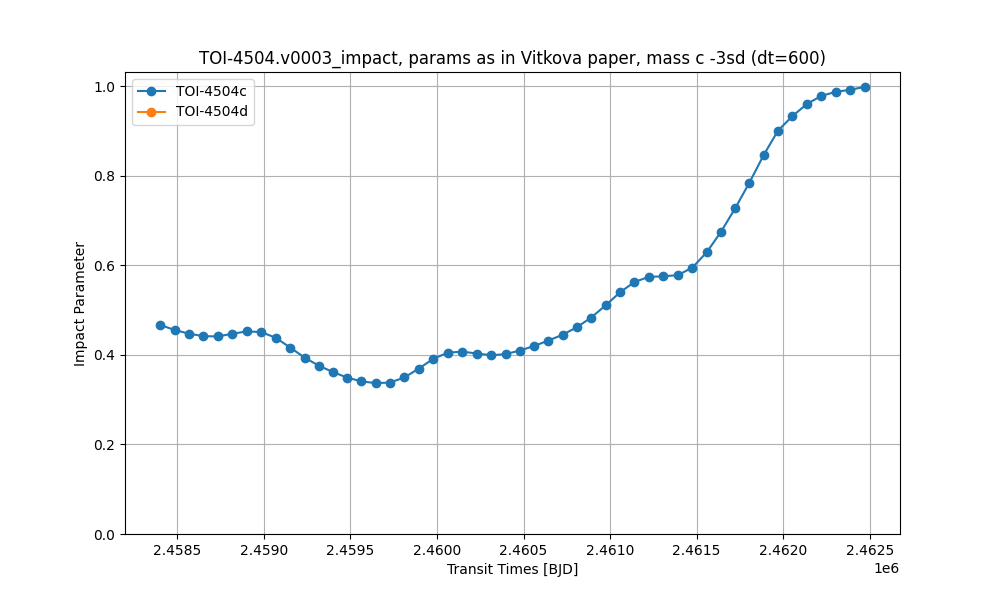 TOI-4504.v0003_impact, params as in Vitkova paper, mass c -3sd (dt=600)
TOI-4504c
TOI-4504d
Impact Parameter
1.0
0.8
0.6
0.4
0.2
0.0
2.4585 2.4590 2.4595 2.4600 2.4605 2.4610 2.4615 2.4620 2.4625
1e6
Transit Times [BJD]